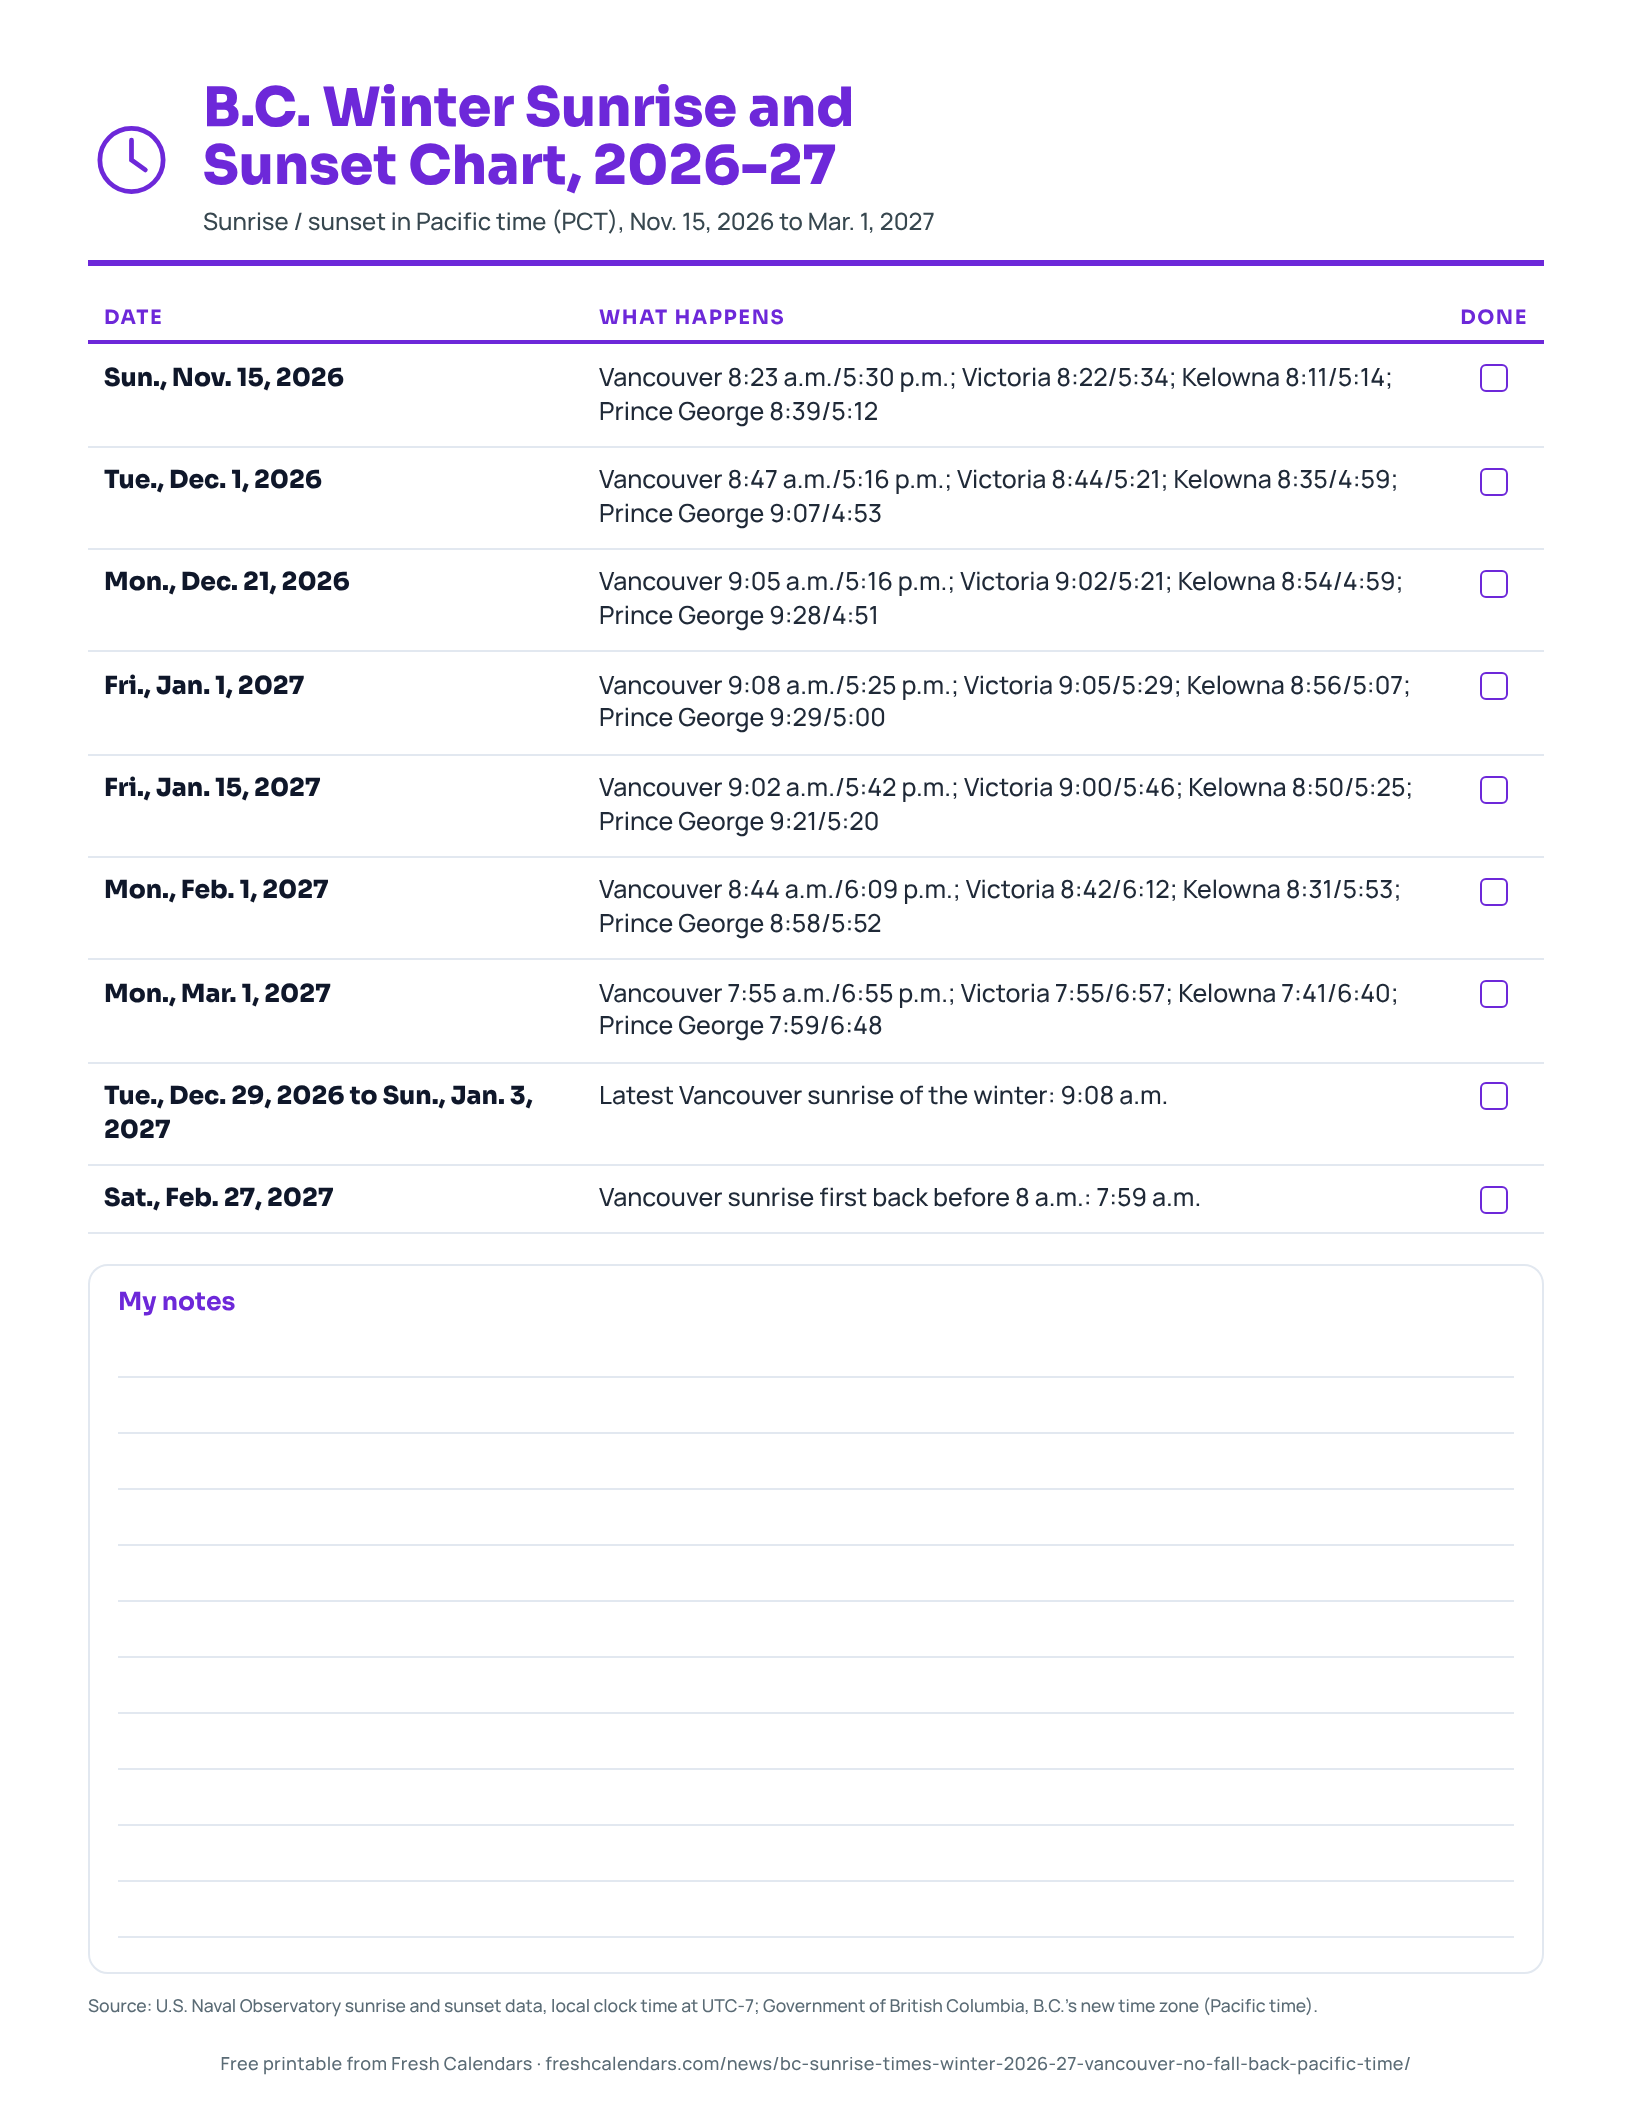 B.C. Winter Sunrise and
Sunset Chart, 2026–27
Sunrise / sunset in Pacific time (PCT), Nov. 15, 2026 to Mar. 1, 2027
DATE WHAT HAPPENS DONE
Sun., Nov. 15, 2026 Vancouver 8:23 a.m./5:30 p.m.; Victoria 8:22/5:34; Kelowna 8:11/5:14;
Prince George 8:39/5:12
Tue., Dec. 1, 2026 Vancouver 8:47 a.m./5:16 p.m.; Victoria 8:44/5:21; Kelowna 8:35/4:59;
Prince George 9:07/4:53
Mon., Dec. 21, 2026 Vancouver 9:05 a.m./5:16 p.m.; Victoria 9:02/5:21; Kelowna 8:54/4:59;
Prince George 9:28/4:51
Fri., Jan. 1, 2027 Vancouver 9:08 a.m./5:25 p.m.; Victoria 9:05/5:29; Kelowna 8:56/5:07;
Prince George 9:29/5:00
Fri., Jan. 15, 2027 Vancouver 9:02 a.m./5:42 p.m.; Victoria 9:00/5:46; Kelowna 8:50/5:25;
Prince George 9:21/5:20
Mon., Feb. 1, 2027 Vancouver 8:44 a.m./6:09 p.m.; Victoria 8:42/6:12; Kelowna 8:31/5:53;
Prince George 8:58/5:52
Mon., Mar. 1, 2027 Vancouver 7:55 a.m./6:55 p.m.; Victoria 7:55/6:57; Kelowna 7:41/6:40;
Prince George 7:59/6:48
Tue., Dec. 29, 2026 to Sun., Jan. 3, Latest Vancouver sunrise of the winter: 9:08 a.m.
2027
Sat., Feb. 27, 2027 Vancouver sunrise first back before 8 a.m.: 7:59 a.m.
My notes
Source: U.S. Naval Observatory sunrise and sunset data, local clock time at UTC-7; Government of British Columbia, B.C.’s new time zone (Pacific time).
Free printable from Fresh Calendars · freshcalendars.com/news/bc-sunrise-times-winter-2026-27-vancouver-no-fall-back-pacific-time/